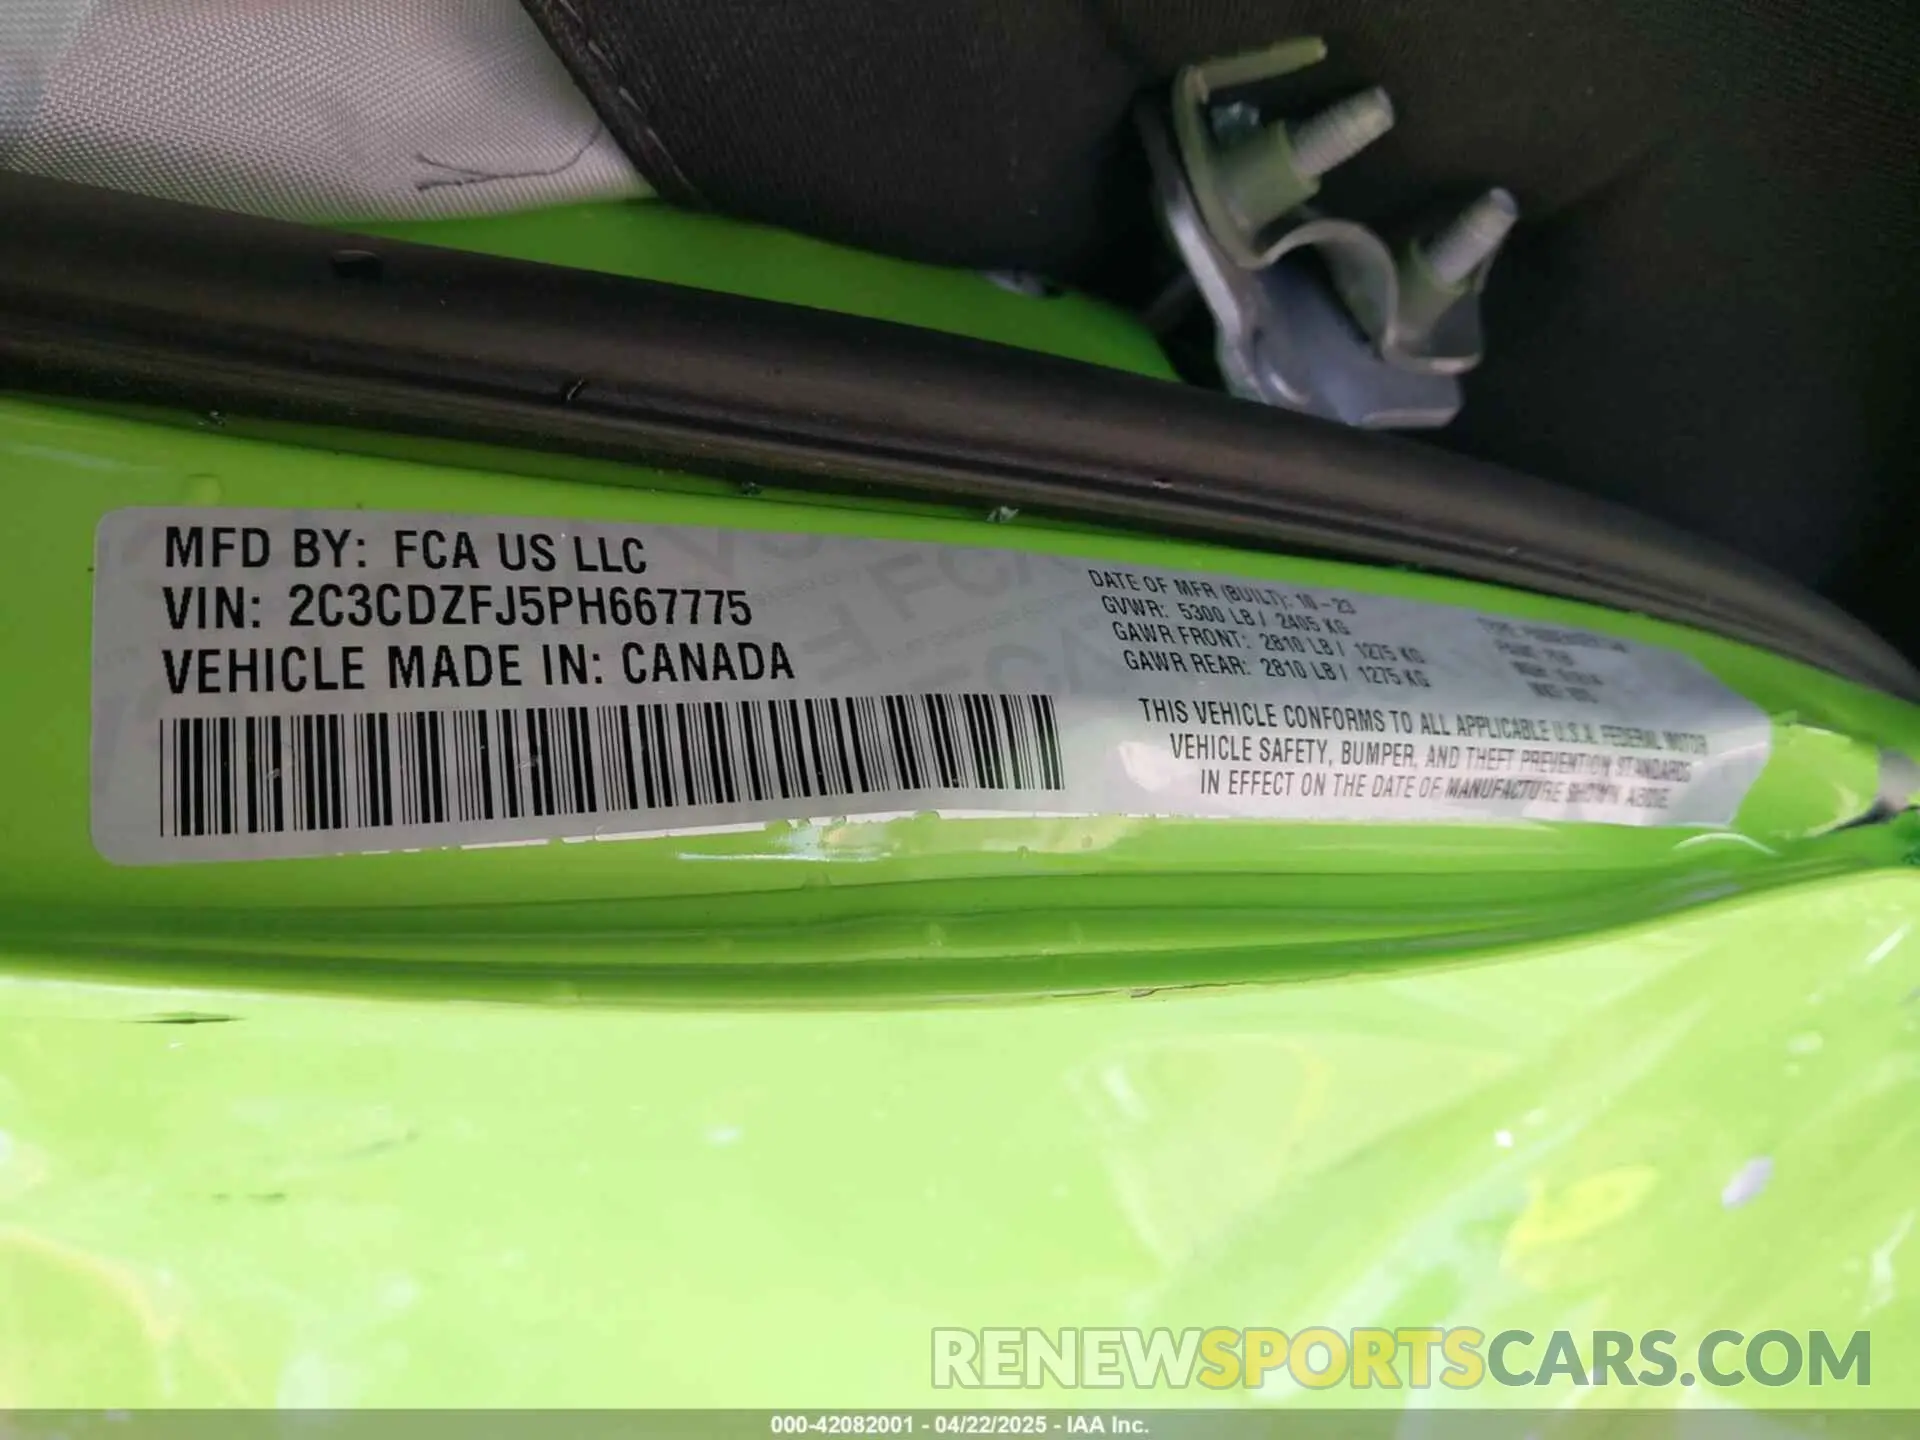 MFD BY: FCA US LLC
VIN: 2C3CDZFJ5PH667775
VEHICLE MADE IN: CANADA
DATE OF MFR (BUILT): 10-23
GVWR: 5300 LB / 2405 KG
GAWR FRONT: 2810 LB / 1275 KG
GAWR REAR: 2810 LB / 1275 KG
THIS VEHICLE CONFORMS TO ALL APPLICABLE U.S.A. FEDERAL MOTOR
VEHICLE SAFETY, BUMPER, AND THEFT PREVENTION STANDARDS
IN EFFECT ON THE DATE OF MANUFACTURE SHOWN ABOVE
RENEWSPORTSCARS.COM
000-42082001 - 04/22/2025 - IAA Inc.